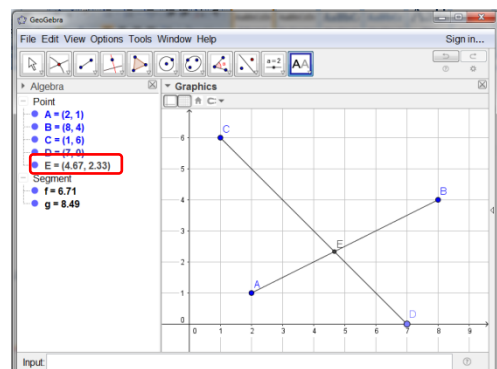 GeoGebra
File Edit View Options Tools Window Help
Sign in...
a=2
AA
Algebra
Graphics
Point
A = (2, 1)
B = (8, 4)
C = (1, 6)
D = (7, 0)
E = (4.67, 2.33)
Segment
f = 6.71
g = 8.49
C
B
E
A
D
6
5
4
3
2
1
0
0 1 2 3 4 5 6 7 8 9
Input: